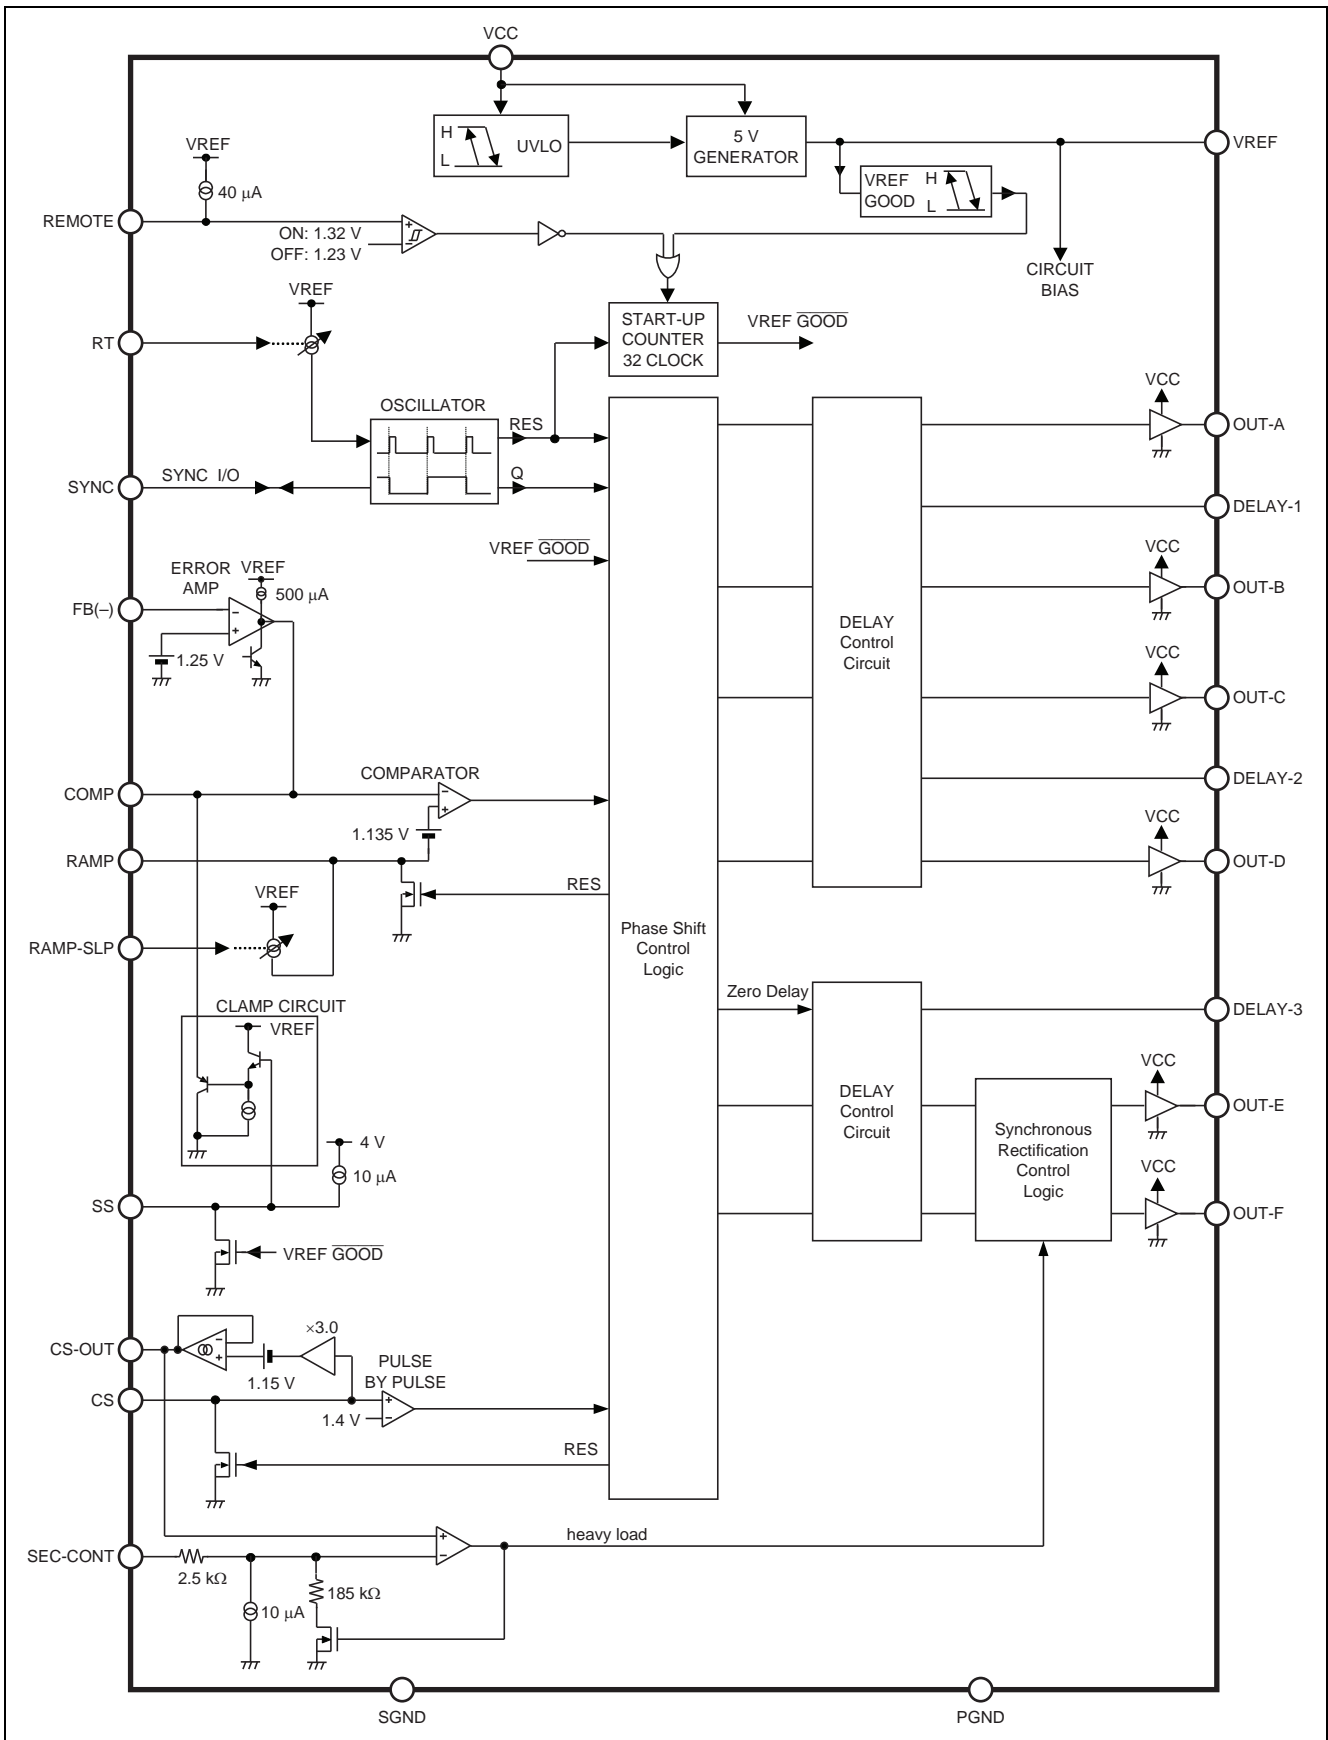 VCC
H
L
UVLO
5 V
GENERATOR
VREF
VREF
GOOD
H
L
VREF
40 μA
REMOTE
ON: 1.32 V
OFF: 1.23 V
+
−
CIRCUIT
BIAS
VREF
RT
START-UP
COUNTER
32 CLOCK
VREF GOOD
OSCILLATOR
RES
Q
SYNC
SYNC I/O
VCC
OUT-A
DELAY-1
VREF GOOD
ERROR
AMP
VREF
500 μA
FB(–)
−
+
1.25 V
VCC
OUT-B
DELAY
Control
Circuit
VCC
OUT-C
COMP
COMPARATOR
−
+
1.135 V
DELAY-2
RAMP
VCC
OUT-D
RES
VREF
RAMP-SLP
Phase Shift
Control
Logic
Zero Delay
DELAY-3
CLAMP CIRCUIT
VREF
DELAY
Control
Circuit
VCC
OUT-E
Synchronous
Rectification
Control
Logic
4 V
10 μA
SS
VCC
OUT-F
VREF GOOD
CS-OUT
−
+
×3.0
1.15 V
PULSE
BY PULSE
CS
+
−
1.4 V
RES
heavy load
+
−
SEC-CONT
2.5 kΩ
185 kΩ
10 μA
SGND
PGND